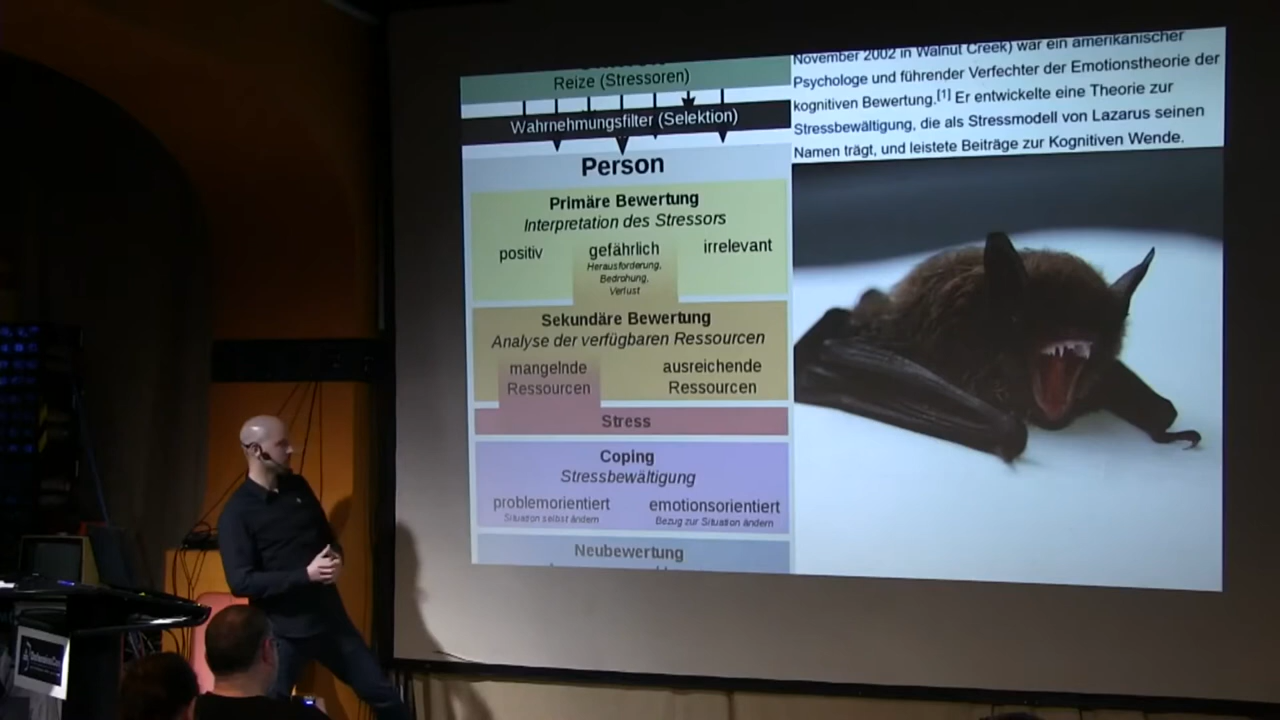 Reize (Stressoren)
Wahrnehmungsfilter (Selektion)
Person
Primäre Bewertung
Interpretation des Stressors
positiv
gefährlich
irrelevant
Herausforderung,
Bedrohung,
Verlust
Sekundäre Bewertung
Analyse der verfügbaren Ressourcen
mangelnde
Ressourcen
ausreichende
Ressourcen
Stress
Coping
Stressbewältigung
problemorientiert
Situation selbst ändern
emotionsorientiert
Bezug zur Situation ändern
Neubewertung
November 2002 in Walnut Creek) war ein amerikanischer
Psychologe und führender Verfechter der Emotionstheorie der
kognitiven Bewertung.[1] Er entwickelte eine Theorie zur
Stressbewältigung, die als Stressmodell von Lazarus seinen
Namen trägt, und leistete Beiträge zur Kognitiven Wende.